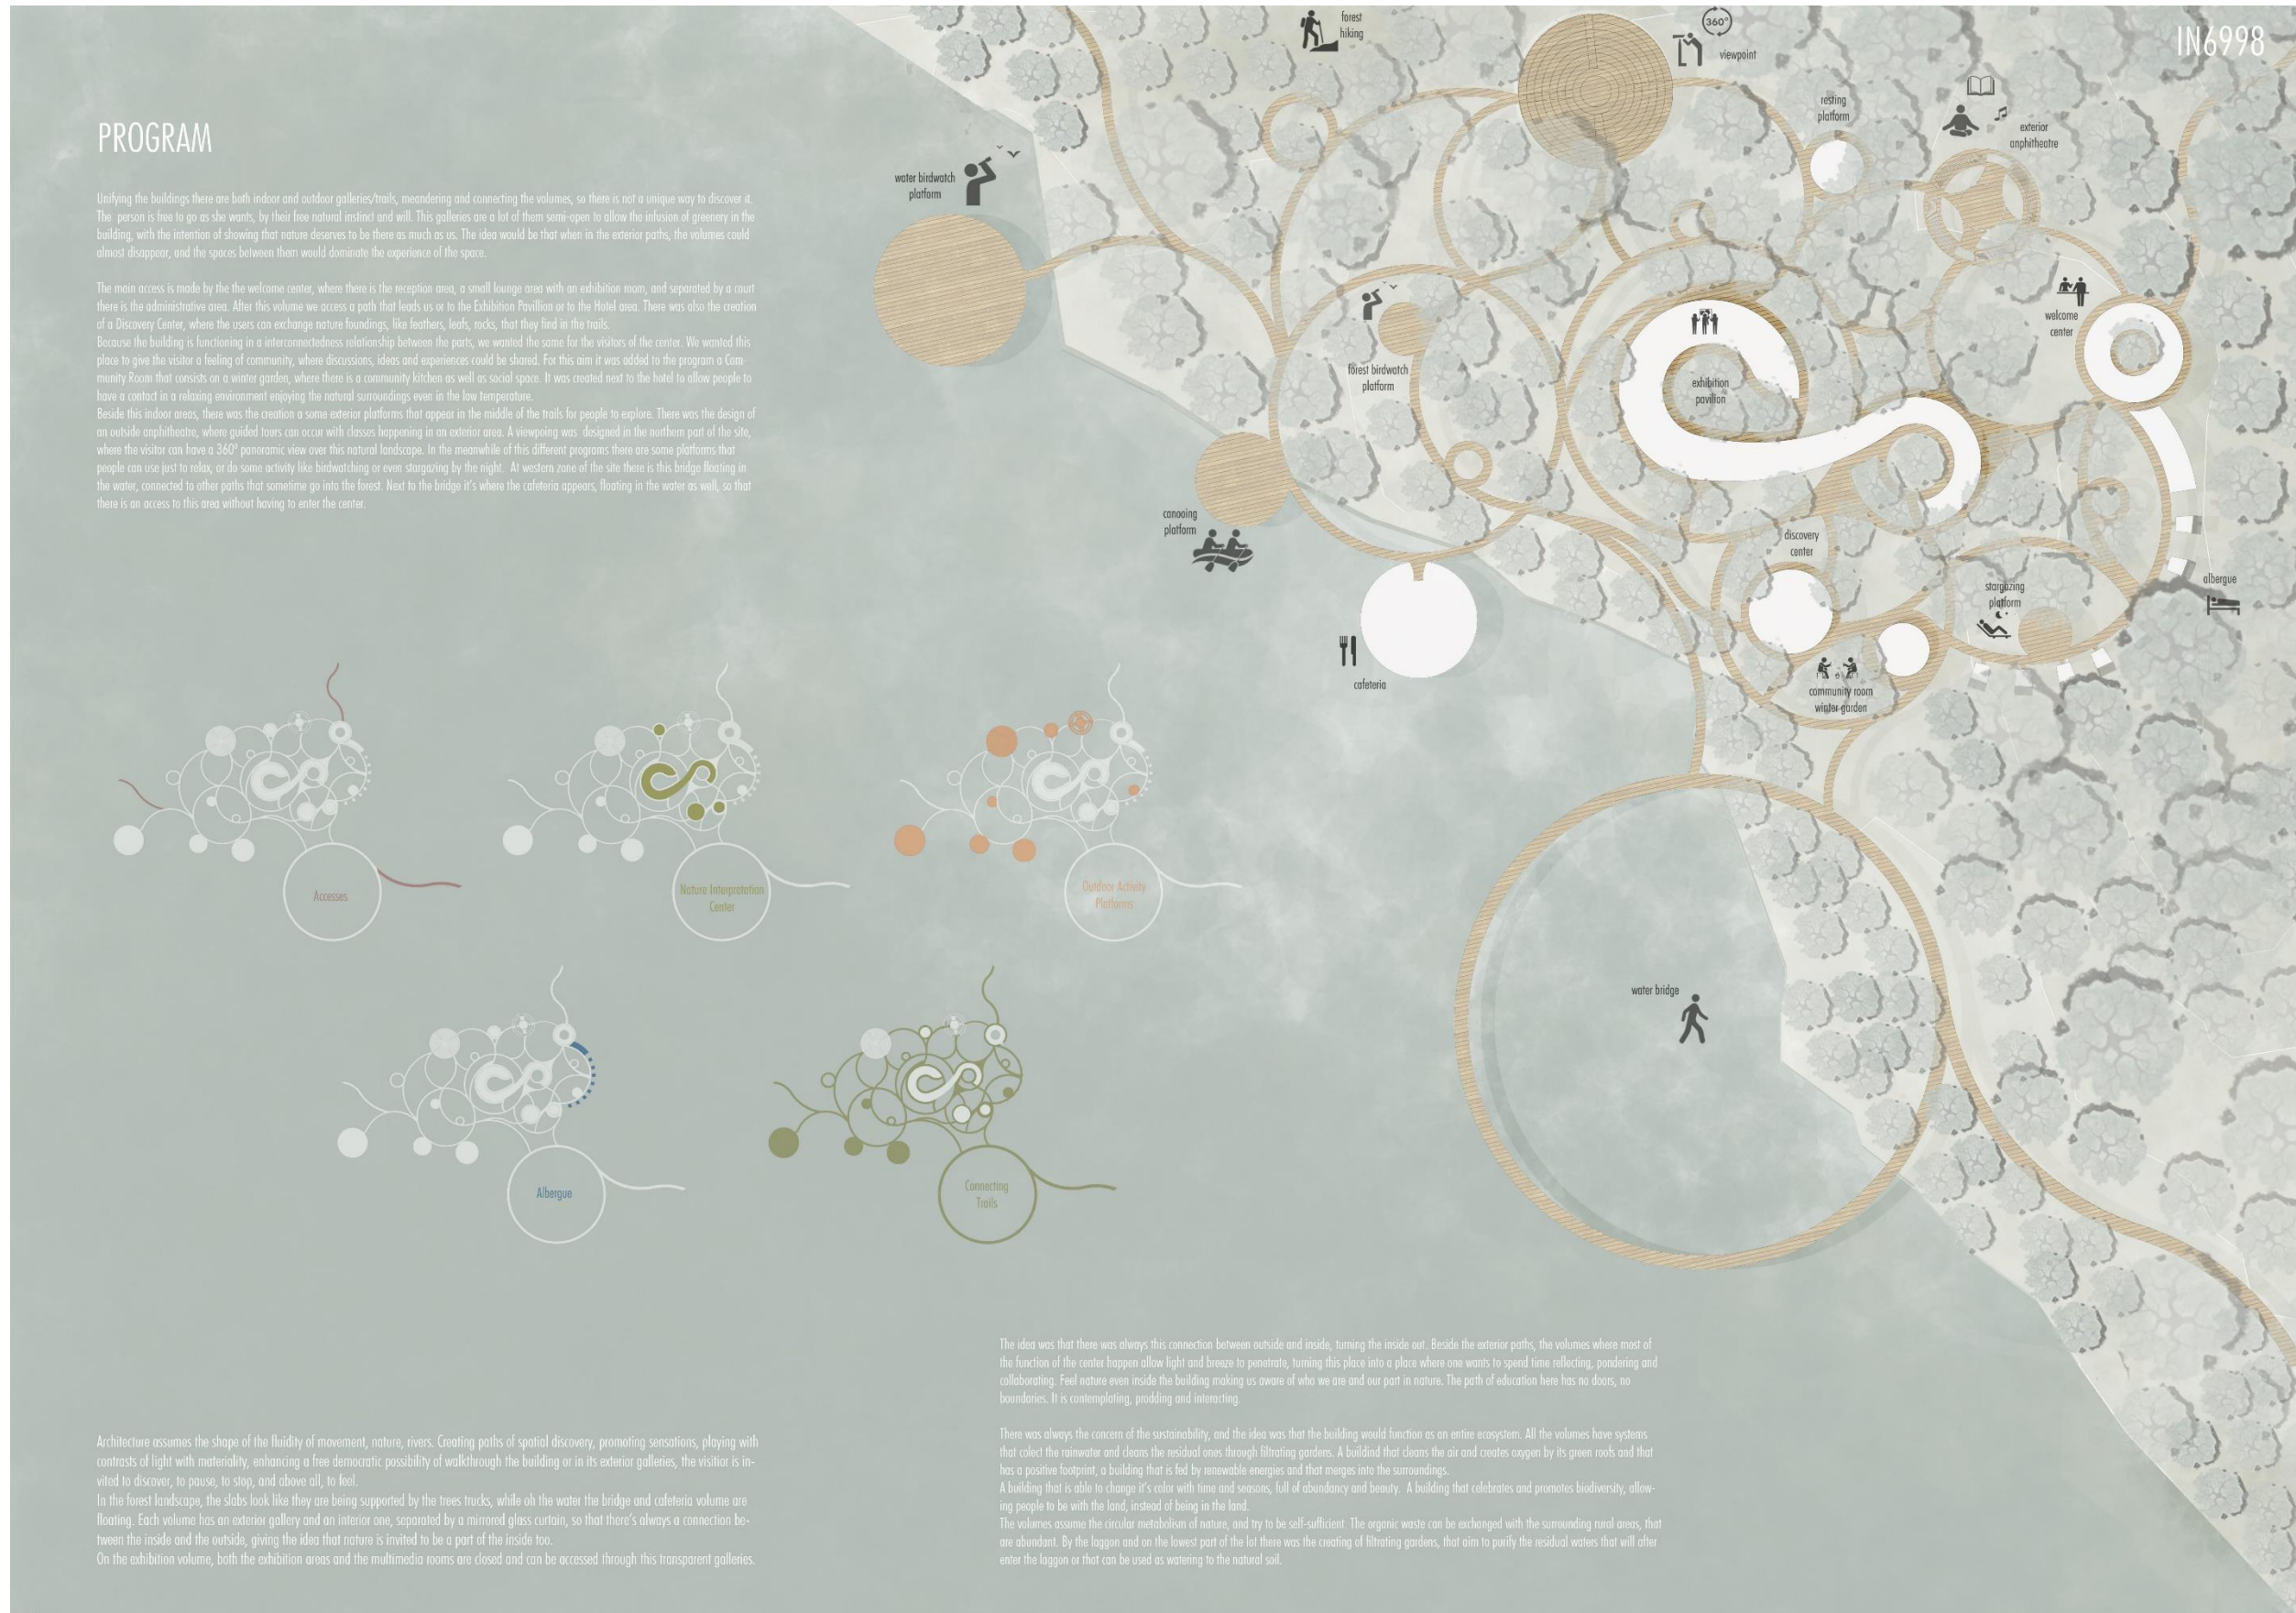 IN6998
PROGRAM
Unifying the buildings there are both indoor and outdoor galleries/trails, meandering and connecting the volumes, so there is not a unique way to discover it.
The person is free to go as she wants, by their free natural instinct and will. This galleries are a lot of them semi-open to allow the infusion of greenery in the
building, with the intention of showing that nature deserves to be there as much as us. The idea would be that when in the exterior paths, the volumes could
almost disappear, and the spaces between them would dominate the experience of the space.
The main access is made by the the welcome center, where there is the reception area, a small lounge area with an exhibition room, and separated by a court
there is the administrative area. After this volume we access a path that leads us or to the Exhibition Pavillion or to the Hotel area. There was also the creation
of a Discovery Center, where the users can exchange nature foundings, like feathers, leafs, rocks, that they find in the trails.
Because the building is functioning in a interconnectedness relationship between the parts, we wanted the same for the visitors of the center. We wanted this
place to give the visitor a feeling of community, where discussions, ideas and experiences could be shared. For this aim it was added to the program a Com-
munity Room that consists on a winter garden, where there is a community kitchen as well as social space. It was created next to the hotel to allow people to
have a contact in a relaxing environment enjoying the natural surroundings even in the low temperature.
Beside this indoor areas, there was the creation a some exterior platforms that appear in the middle of the trails for people to explore. There was the design of
an outside anphitheatre, where guided tours can occur with classes happening in an exterior area. A viewpoing was designed in the northern part of the site,
where the visitor can have a 360º panoramic view over this natural landscape. In the meanwhile of this different programs there are some platforms that
people can use just to relax, or do some activity like birdwatching or even stargazing by the night. At western zone of the site there is this bridge floating in
the water, connected to other paths that sometime go into the forest. Next to the bridge it's where the cafeteria appears, floating in the water as well, so that
there is an access to this area without having to enter the center.
forest
hiking
360°
viewpoint
resting
platform
exterior
anphitheatre
water birdwatch
platform
welcome
center
forest birdwatch
platform
exhibition
pavilion
canooing
platform
discovery
center
stargazing
platform
albergue
cafeteria
community room
winter garden
water bridge
Accesses
Nature Interpretation
Center
Outdoor Activity
Platforms
Albergue
Connecting
Trails
Architecture assumes the shape of the fluidity of movement, nature, rivers. Creating paths of spatial discovery, promoting sensations, playing with
contrasts of light with materiality, enhancing a free democratic possibility of walkthrough the building or in its exterior galleries, the visitior is in-
vited to discover, to pause, to stop, and above all, to feel.
In the forest landscape, the slabs look like they are being supported by the trees trucks, while oh the water the bridge and cafeteria volume are
floating. Each volume has an exterior gallery and an interior one, separated by a mirrored glass curtain, so that there's always a connection be-
tween the inside and the outside, giving the idea that nature is invited to be a part of the inside too.
On the exhibition volume, both the exhibition areas and the multimedia rooms are closed and can be accessed through this transparent galleries.
The idea was that there was always this connection between outside and inside, turning the inside out. Beside the exterior paths, the volumes where most of
the function of the center happen allow light and breeze to penetrate, turning this place into a place where one wants to spend time reflecting, pondering and
collaborating. Feel nature even inside the building making us aware of who we are and our part in nature. The path of education here has no doors, no
boundaries. It is contemplating, prodding and interacting.
There was always the concern of the sustainability, and the idea was that the building would function as an entire ecosystem. All the volumes have systems
that colect the rainwater and cleans the residual ones through filtrating gardens. A buildind that cleans the air and creates oxygen by its green roofs and that
has a positive footprint, a building that is fed by renewable energies and that merges into the surroundings.
A building that is able to change it's color with time and seasons, full of abundancy and beauty. A building that celebrates and promotes biodiversity, allow-
ing people to be with the land, instead of being in the land.
The volumes assume the circular metabolism of nature, and try to be self-sufficient. The organic waste can be exchanged with the surrounding rural areas, that
are abundant. By the laggon and on the lowest part of the lot there was the creating of filtrating gardens, that aim to purify the residual waters that will after
enter the laggon or that can be used as watering to the natural soil.